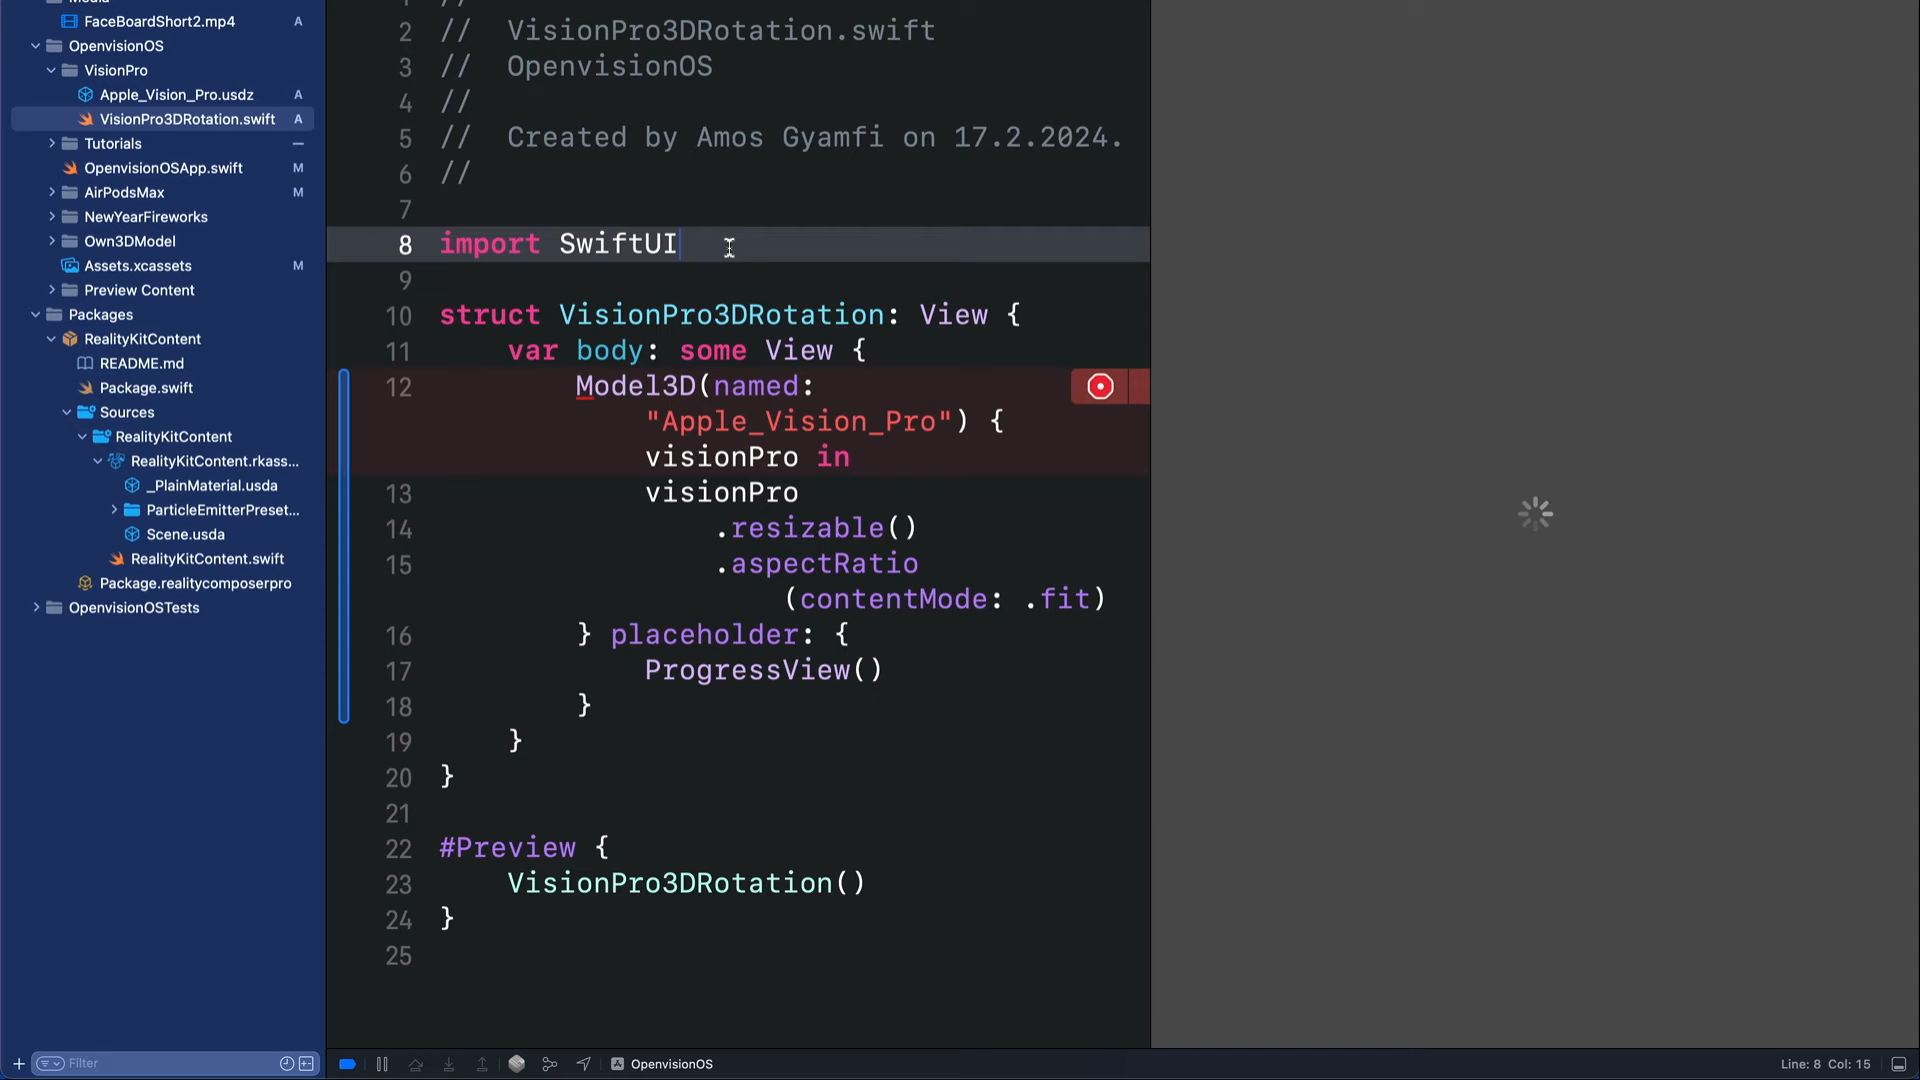 Media
FaceBoardShort2.mp4 A
OpenvisionOS
VisionPro
Apple_Vision_Pro.usdz A
VisionPro3DRotation.swift A
Tutorials
OpenvisionOSApp.swift M
AirPodsMax M
NewYearFireworks
Own3DModel
Assets.xcassets M
Preview Content
Packages
RealityKitContent
README.md
Package.swift
Sources
RealityKitContent
RealityKitContent.rkass...
_PlainMaterial.usda
ParticleEmitterPreset...
Scene.usda
RealityKitContent.swift
Package.realitycomposerpro
OpenvisionOSTests
Filter
1 //
2 // VisionPro3DRotation.swift
3 // OpenvisionOS
4 //
5 // Created by Amos Gyamfi on 17.2.2024.
6 //
7
8 import SwiftUI
9
10 struct VisionPro3DRotation: View {
11 var body: some View {
12 Model3D(named:
"Apple_Vision_Pro") {
visionPro in
13 visionPro
14 .resizable()
15 .aspectRatio
(contentMode: .fit)
16 } placeholder: {
17 ProgressView()
18 }
19 }
20 }
21
22 #Preview {
23 VisionPro3DRotation()
24 }
25
OpenvisionOS
Line: 8 Col: 15